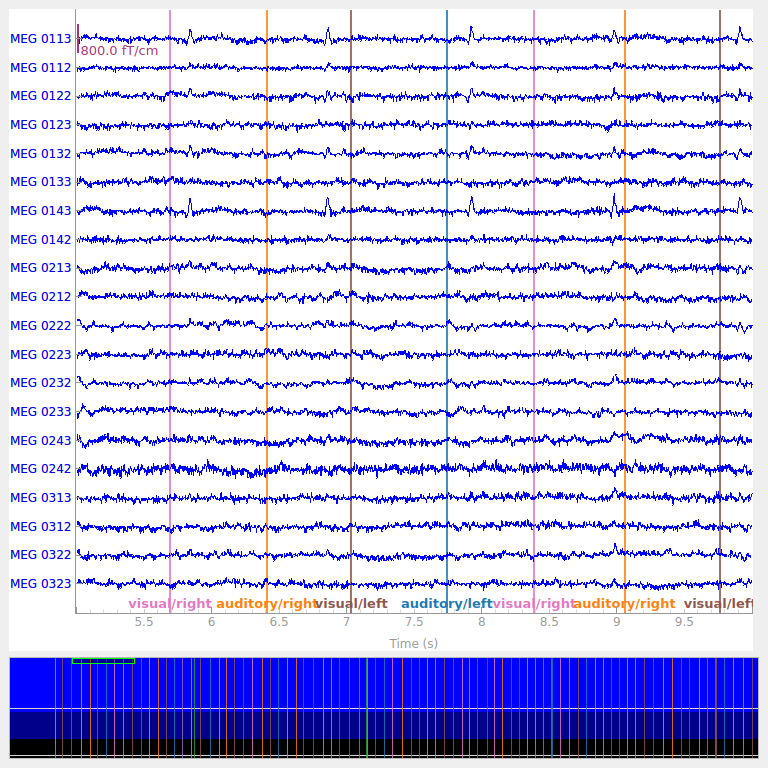 MEG 0113
800.0 fT/cm
MEG 0112
MEG 0122
MEG 0123
MEG 0132
MEG 0133
MEG 0143
MEG 0142
MEG 0213
MEG 0212
MEG 0222
MEG 0223
MEG 0232
MEG 0233
MEG 0243
MEG 0242
MEG 0313
MEG 0312
MEG 0322
MEG 0323
visual/right auditory/right visual/left auditory/left visual/right auditory/right visual/left
5.5 6 6.5 7 7.5 8 8.5 9 9.5
Time (s)